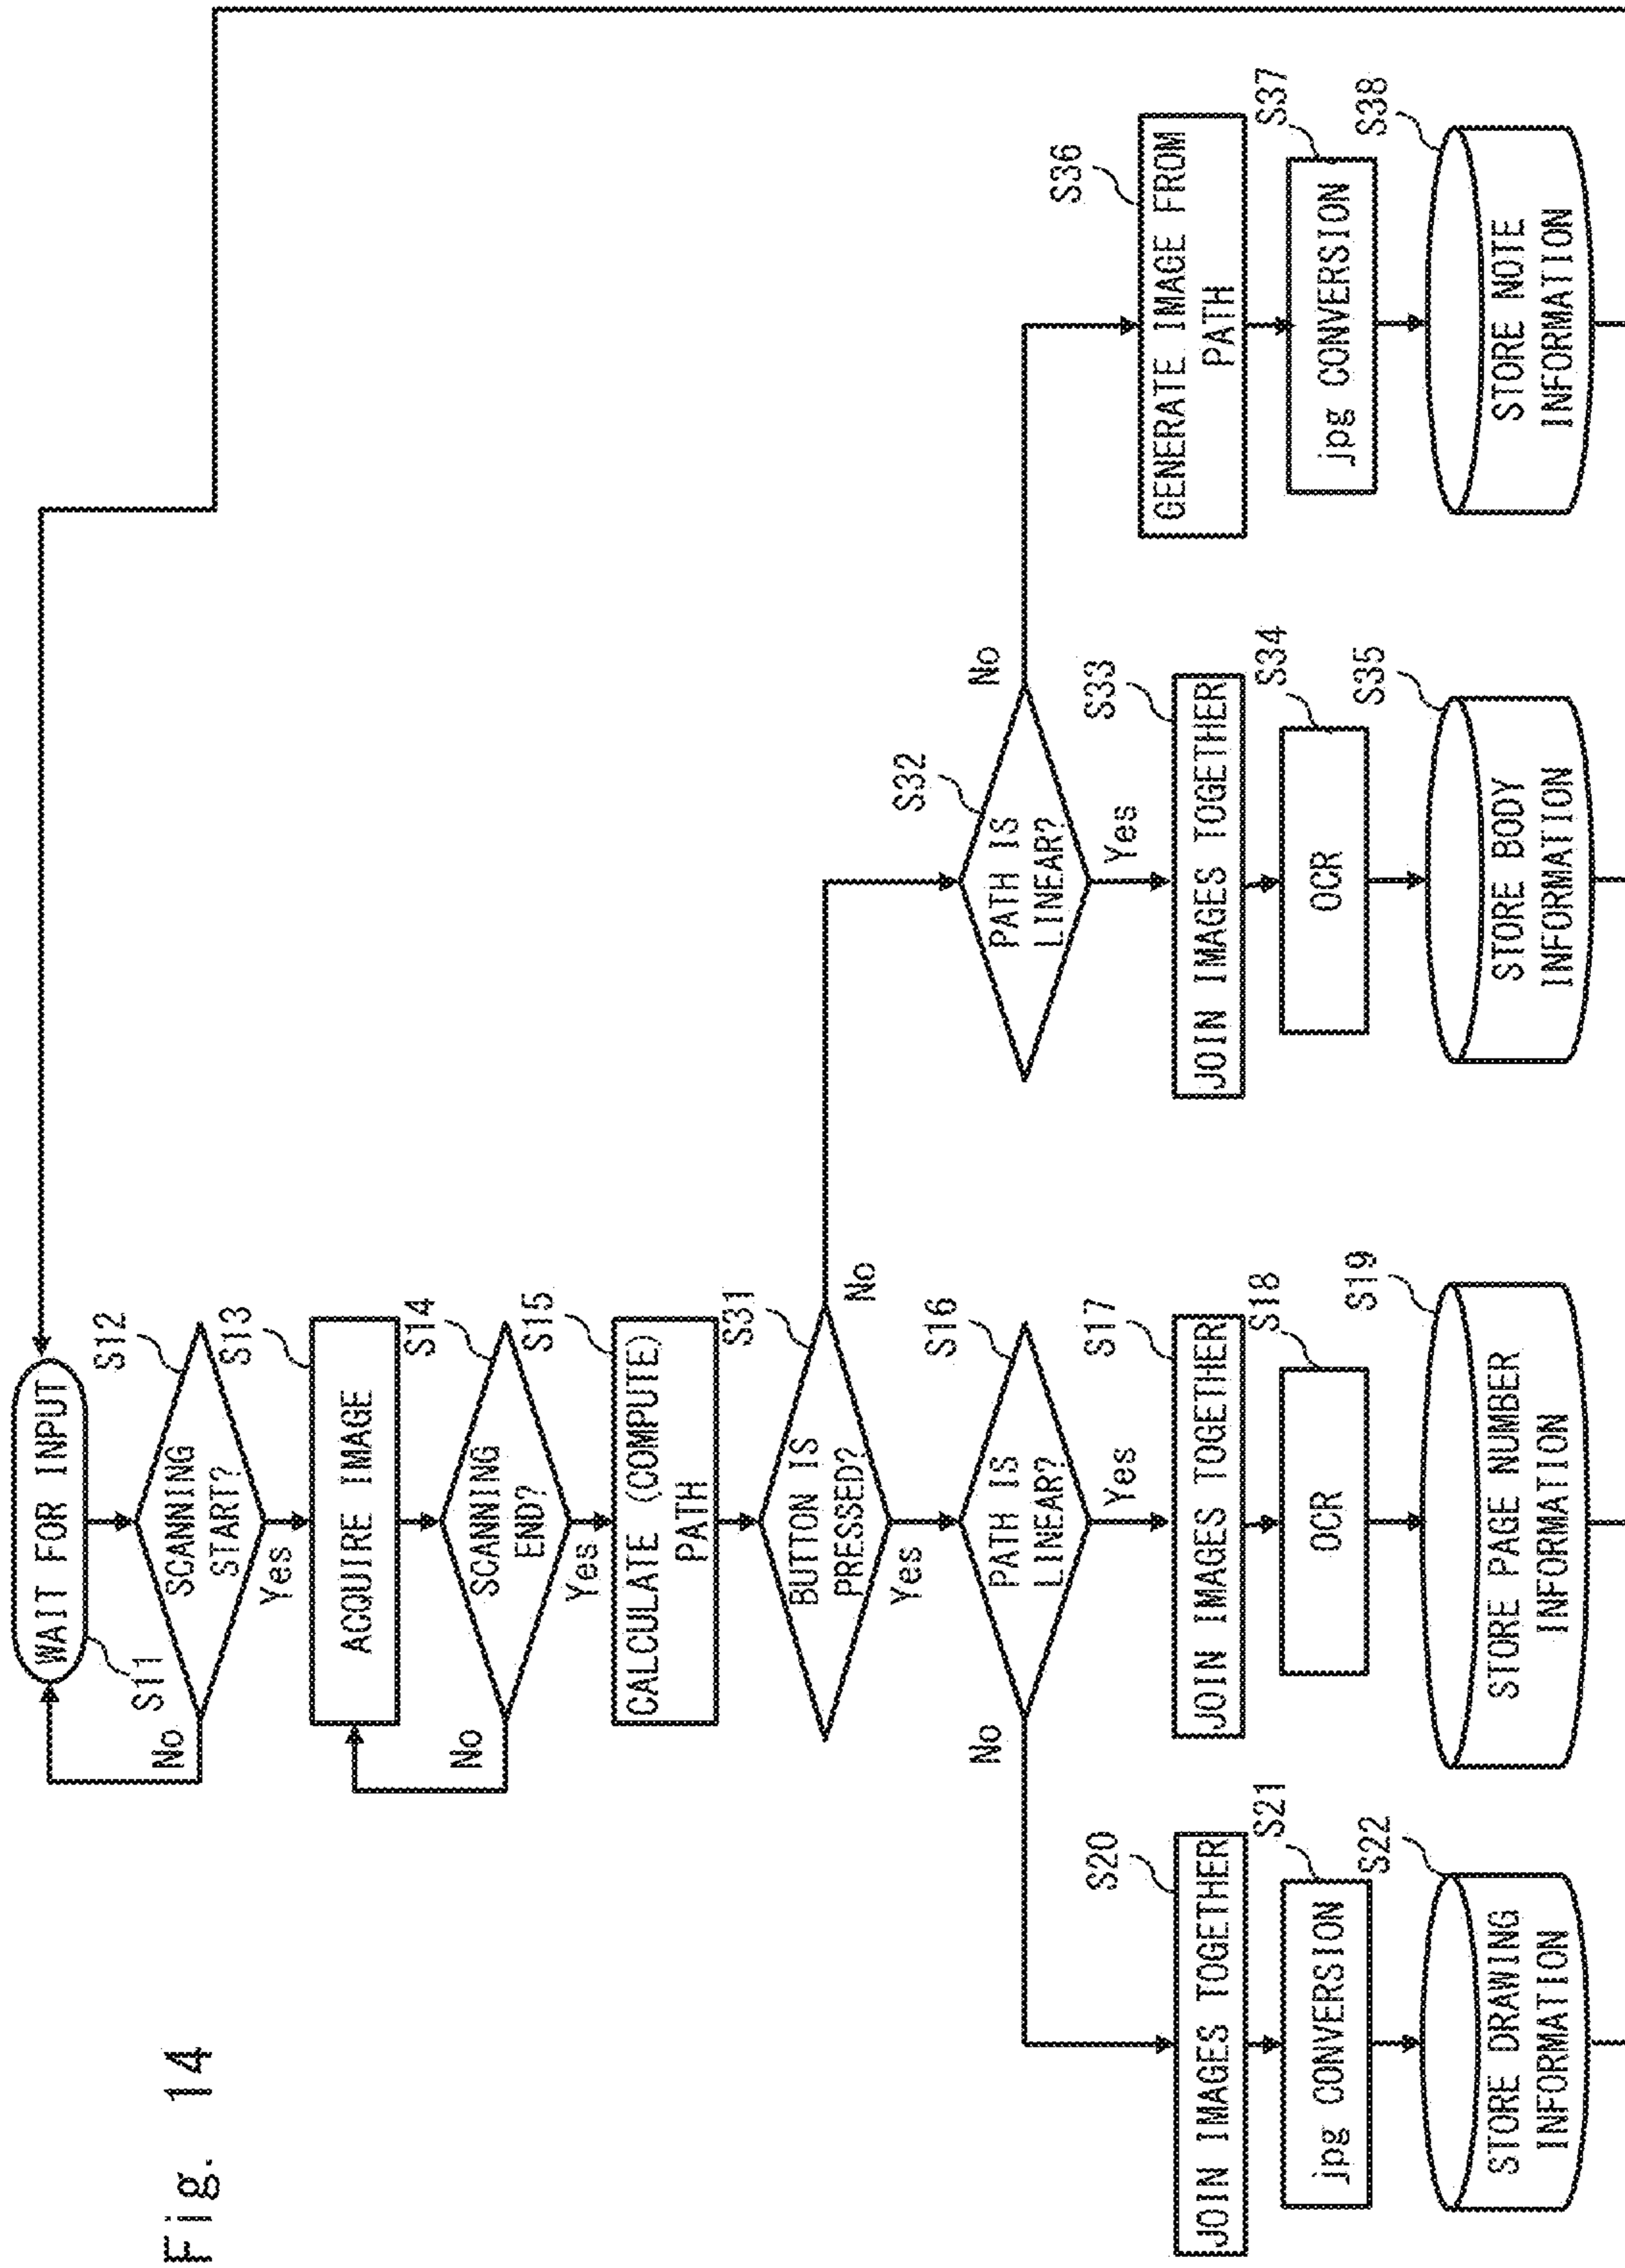 Fig. 14
WAIT FOR INPUT
S11
SCANNING
START?
S12
No
Yes
ACQUIRE IMAGE
S13
SCANNING
END?
S14
No
Yes
CALCULATE (COMPUTE)
PATH
S15
BUTTON IS
PRESSED?
S31
No
Yes
PATH IS
LINEAR?
S16
No
Yes
PATH IS
LINEAR?
S32
No
Yes
JOIN IMAGES TOGETHER
S20
jpg CONVERSION
S21
STORE DRAWING
INFORMATION
S22
JOIN IMAGES TOGETHER
S17
OCR
S18
STORE PAGE NUMBER
INFORMATION
S19
JOIN IMAGES TOGETHER
S33
OCR
S34
STORE BODY
INFORMATION
S35
GENERATE IMAGE FROM
PATH
S36
jpg CONVERSION
S37
STORE NOTE
INFORMATION
S38